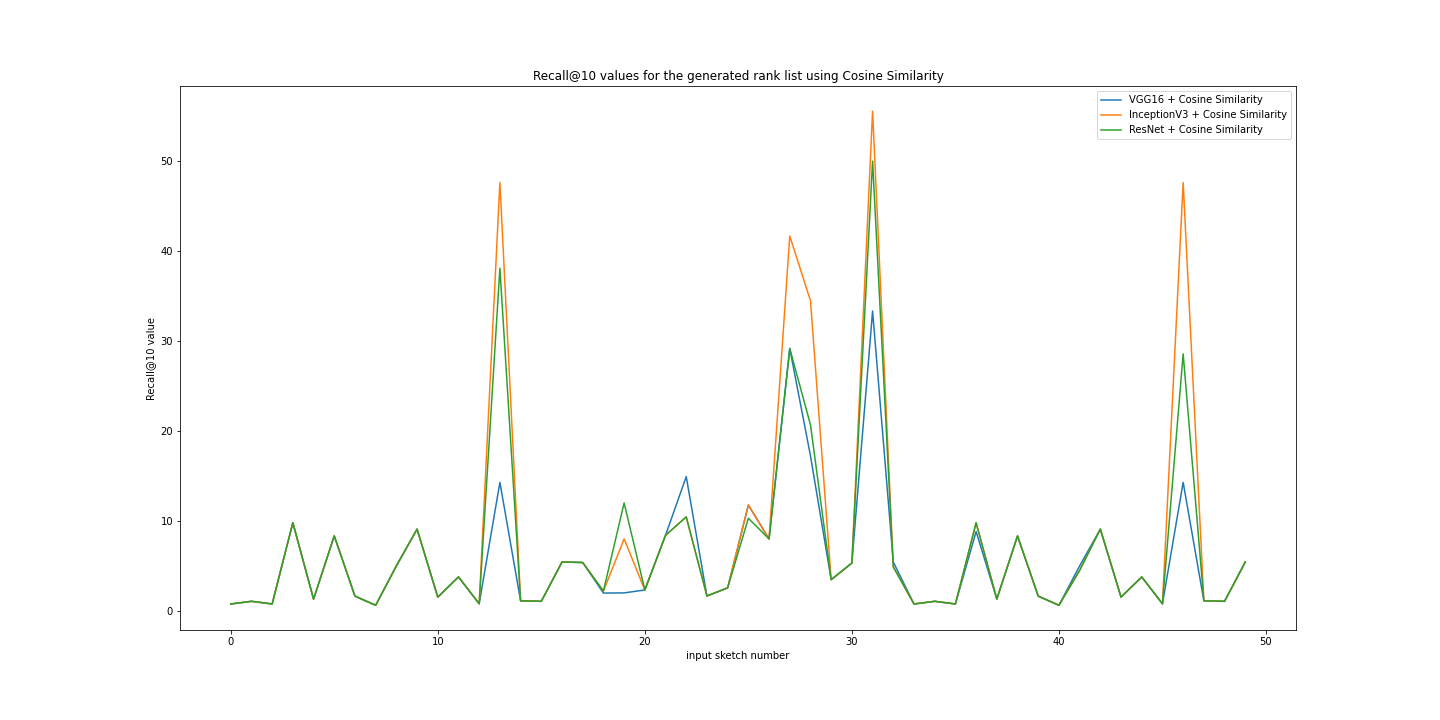 Recall@10 values for the generated rank list using Cosine Similarity
VGG16 + Cosine Similarity
InceptionV3 + Cosine Similarity
ResNet + Cosine Similarity
Recall@10 value
50
40
30
20
10
0
0 10 20 30 40 50
input sketch number